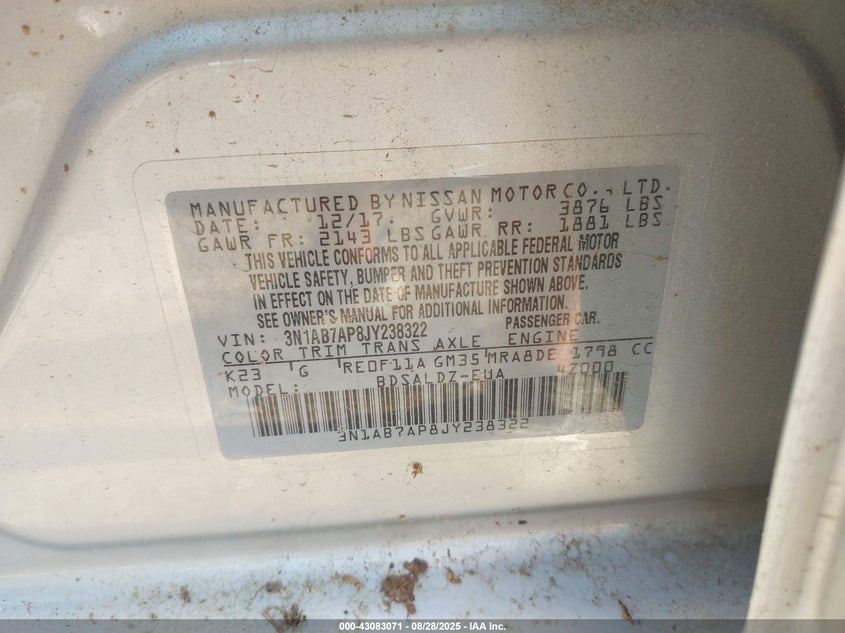 MANUFACTURED BY NISSAN MOTOR CO., LTD.
DATE: 12/17 GVWR: 3876 LBS
GAWR FR: 2143 LBS GAWR RR: 1881 LBS
THIS VEHICLE CONFORMS TO ALL APPLICABLE FEDERAL MOTOR
VEHICLE SAFETY, BUMPER AND THEFT PREVENTION STANDARDS
IN EFFECT ON THE DATE OF MANUFACTURE SHOWN ABOVE.
SEE OWNER'S MANUAL FOR ADDITIONAL INFORMATION.
VIN: 3N1AB7AP8JY238322 PASSENGER CAR.
COLOR TRIM TRANS AXLE ENGINE
K23 G RE0F11A GM35 MRA8DE 1798 CC
MODEL: BDSALDZ-EUA 4Z000
3N1AB7AP8JY238322
000-43083071 | 08/28/2025 - IAA Inc.